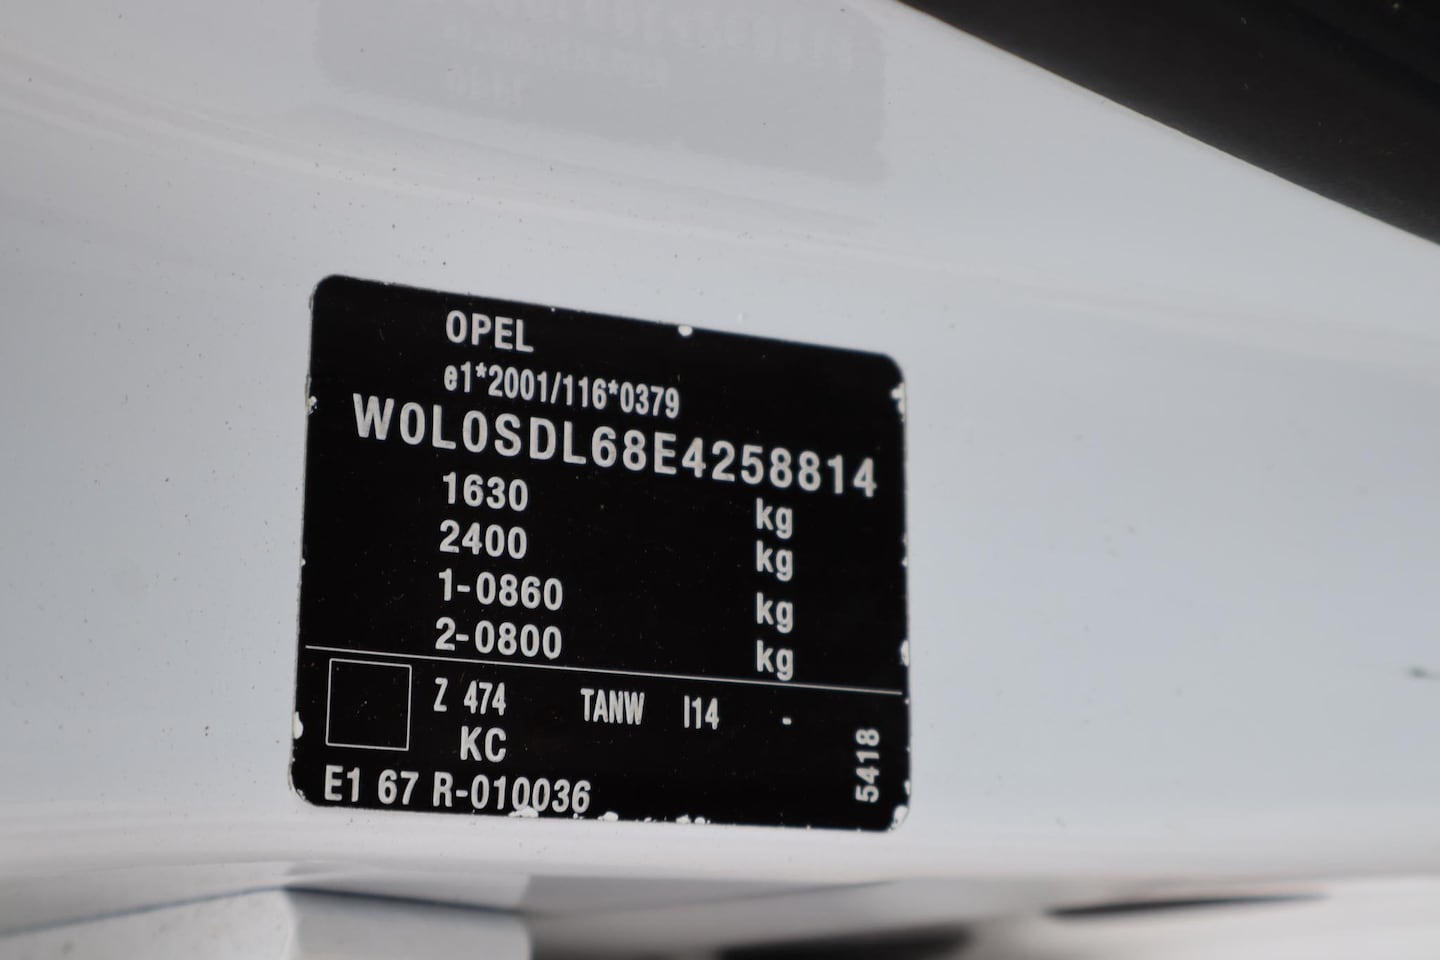 OPEL
e1*2001/116*0379
W0L0SDL68E4258814
1630 kg
2400 kg
1-0860 kg
2-0800 kg
Z 474 TANW I14 -
KC
E1 67 R-010036
5418